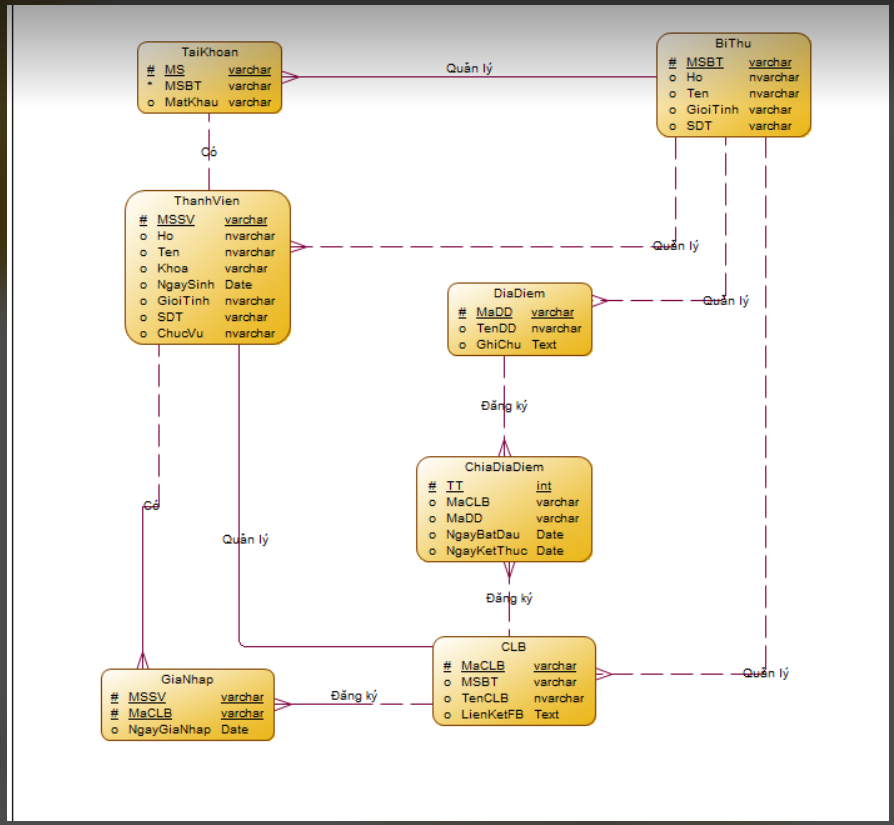 TaiKhoan
# MS varchar
* MSBT varchar
o MatKhau varchar
Quản lý
BiThu
# MSBT varchar
o Ho nvarchar
o Ten nvarchar
o GioiTinh varchar
o SDT varchar
Có
ThanhVien
# MSSV varchar
o Ho nvarchar
o Ten nvarchar
o Khoa varchar
o NgaySinh Date
o GioiTinh nvarchar
o SDT varchar
o ChucVu nvarchar
Quản lý
Quản lý
DiaDiem
# MaDD varchar
o TenDD nvarchar
o GhiChu Text
Đăng ký
ChiaDiaDiem
# TT int
o MaCLB varchar
o MaDD varchar
o NgayBatDau Date
o NgayKetThuc Date
Có
Quản lý
Đăng ký
CLB
# MaCLB varchar
o MSBT varchar
o TenCLB nvarchar
o LienKetFB Text
Quản lý
GiaNhap
# MSSV varchar
# MaCLB varchar
o NgayGiaNhap Date
Đăng ký